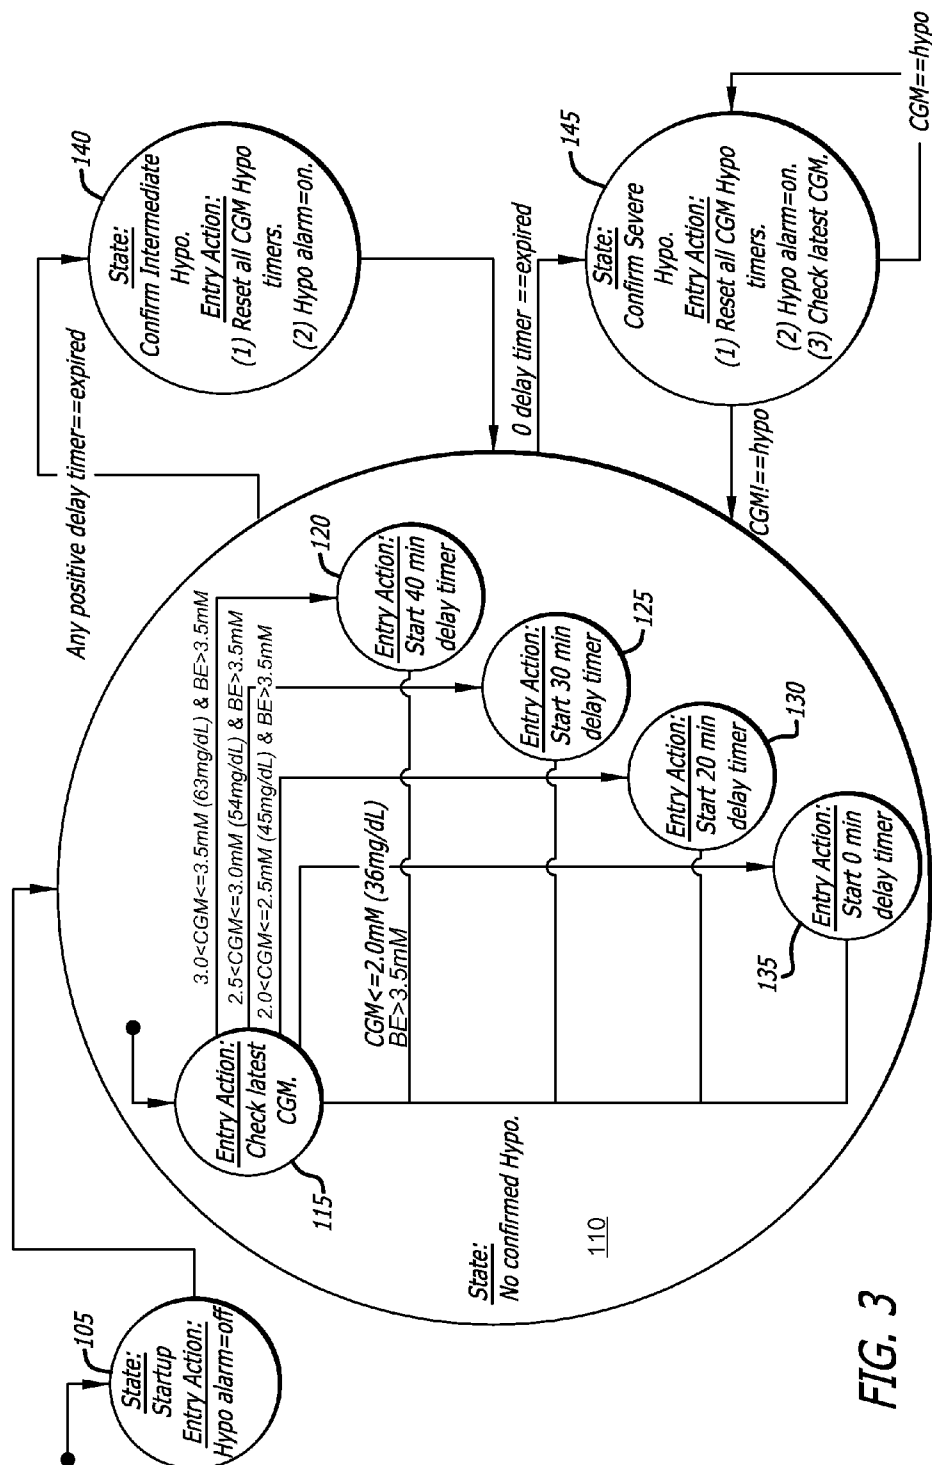 105
State:
Startup
Entry Action:
Hypo alarm=off
State:
No confirmed Hypo.
110
115
Entry Action:
Check latest
CGM.
3.0<CGM<=3.5mM (63mg/dL) & BE>3.5mM
2.5<CGM<=3.0mM (54mg/dL) & BE>3.5mM
2.0<CGM<=2.5mM (45mg/dL) & BE>3.5mM
CGM<=2.0mM (36mg/dL)
BE>3.5mM
120
Entry Action:
Start 40 min
delay timer
125
Entry Action:
Start 30 min
delay timer
130
Entry Action:
Start 20 min
delay timer
135
Entry Action:
Start 0 min
delay timer
Any positive delay timer==expired
140
State:
Confirm Intermediate
Hypo.
Entry Action:
(1) Reset all CGM Hypo
timers.
(2) Hypo alarm=on.
0 delay timer ==expired
145
State:
Confirm Severe
Hypo.
Entry Action:
(1) Reset all CGM Hypo
timers.
(2) Hypo alarm=on.
(3) Check latest CGM.
CGM!==hypo
CGM==hypo
FIG. 3